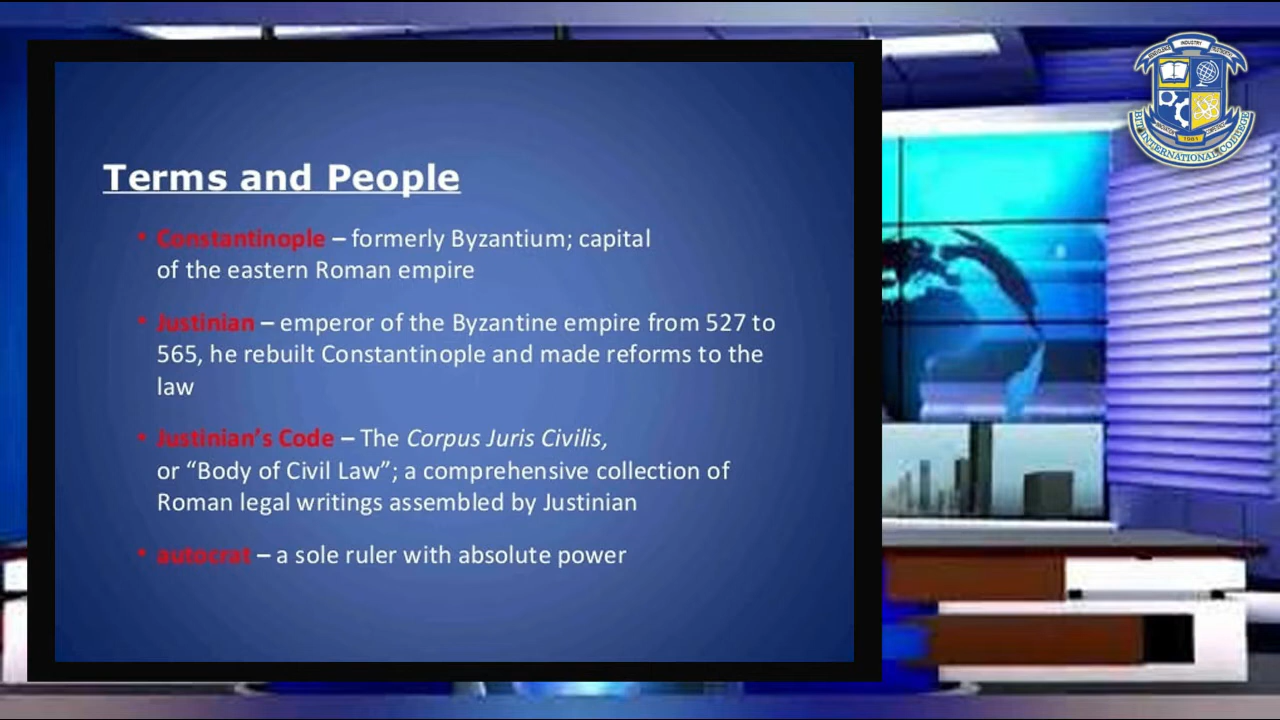 Terms and People
• Constantinople – formerly Byzantium; capital
of the eastern Roman empire
• Justinian – emperor of the Byzantine empire from 527 to
565, he rebuilt Constantinople and made reforms to the
law
• Justinian’s Code – The Corpus Juris Civilis,
or “Body of Civil Law”; a comprehensive collection of
Roman legal writings assembled by Justinian
• autocrat – a sole ruler with absolute power
INDUSTRY
1981
INTERNATIONAL COLLEGE